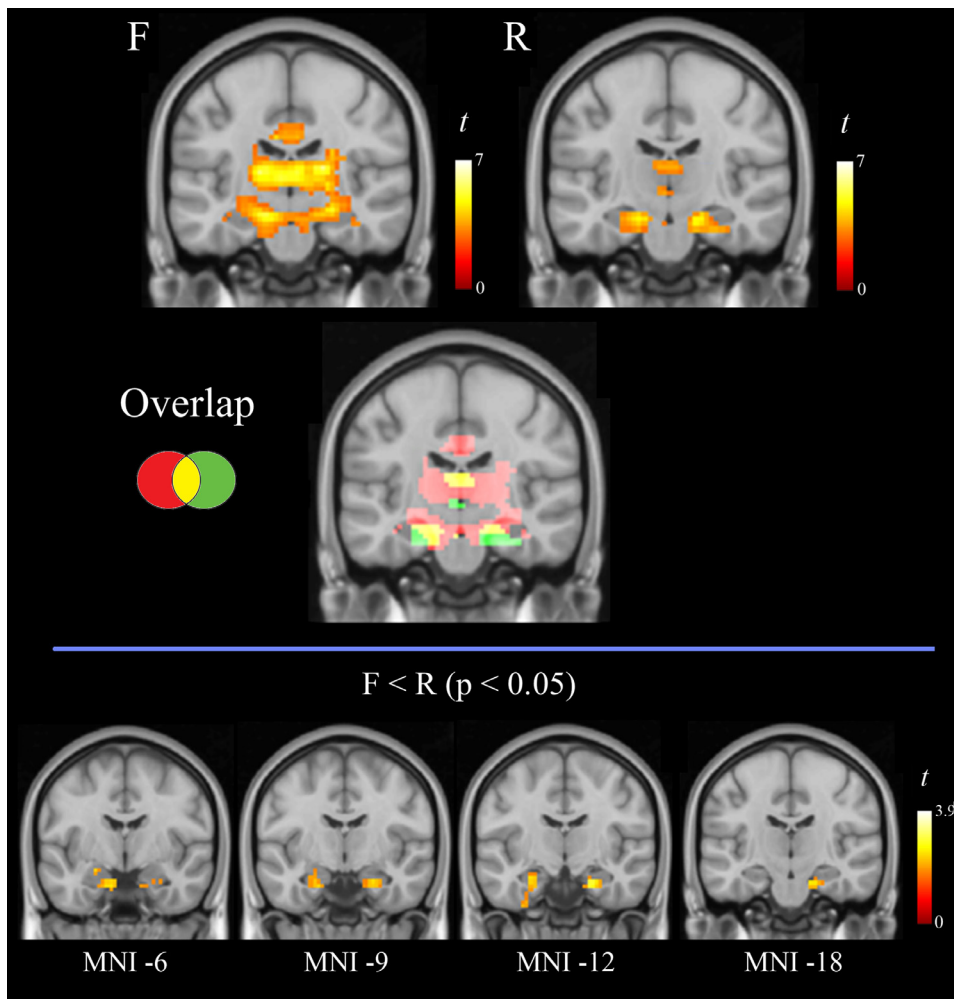 F
R
t
7
0
t
7
0
Overlap
F < R (p < 0.05)
t
3.9
0
MNI -6
MNI -9
MNI -12
MNI -18